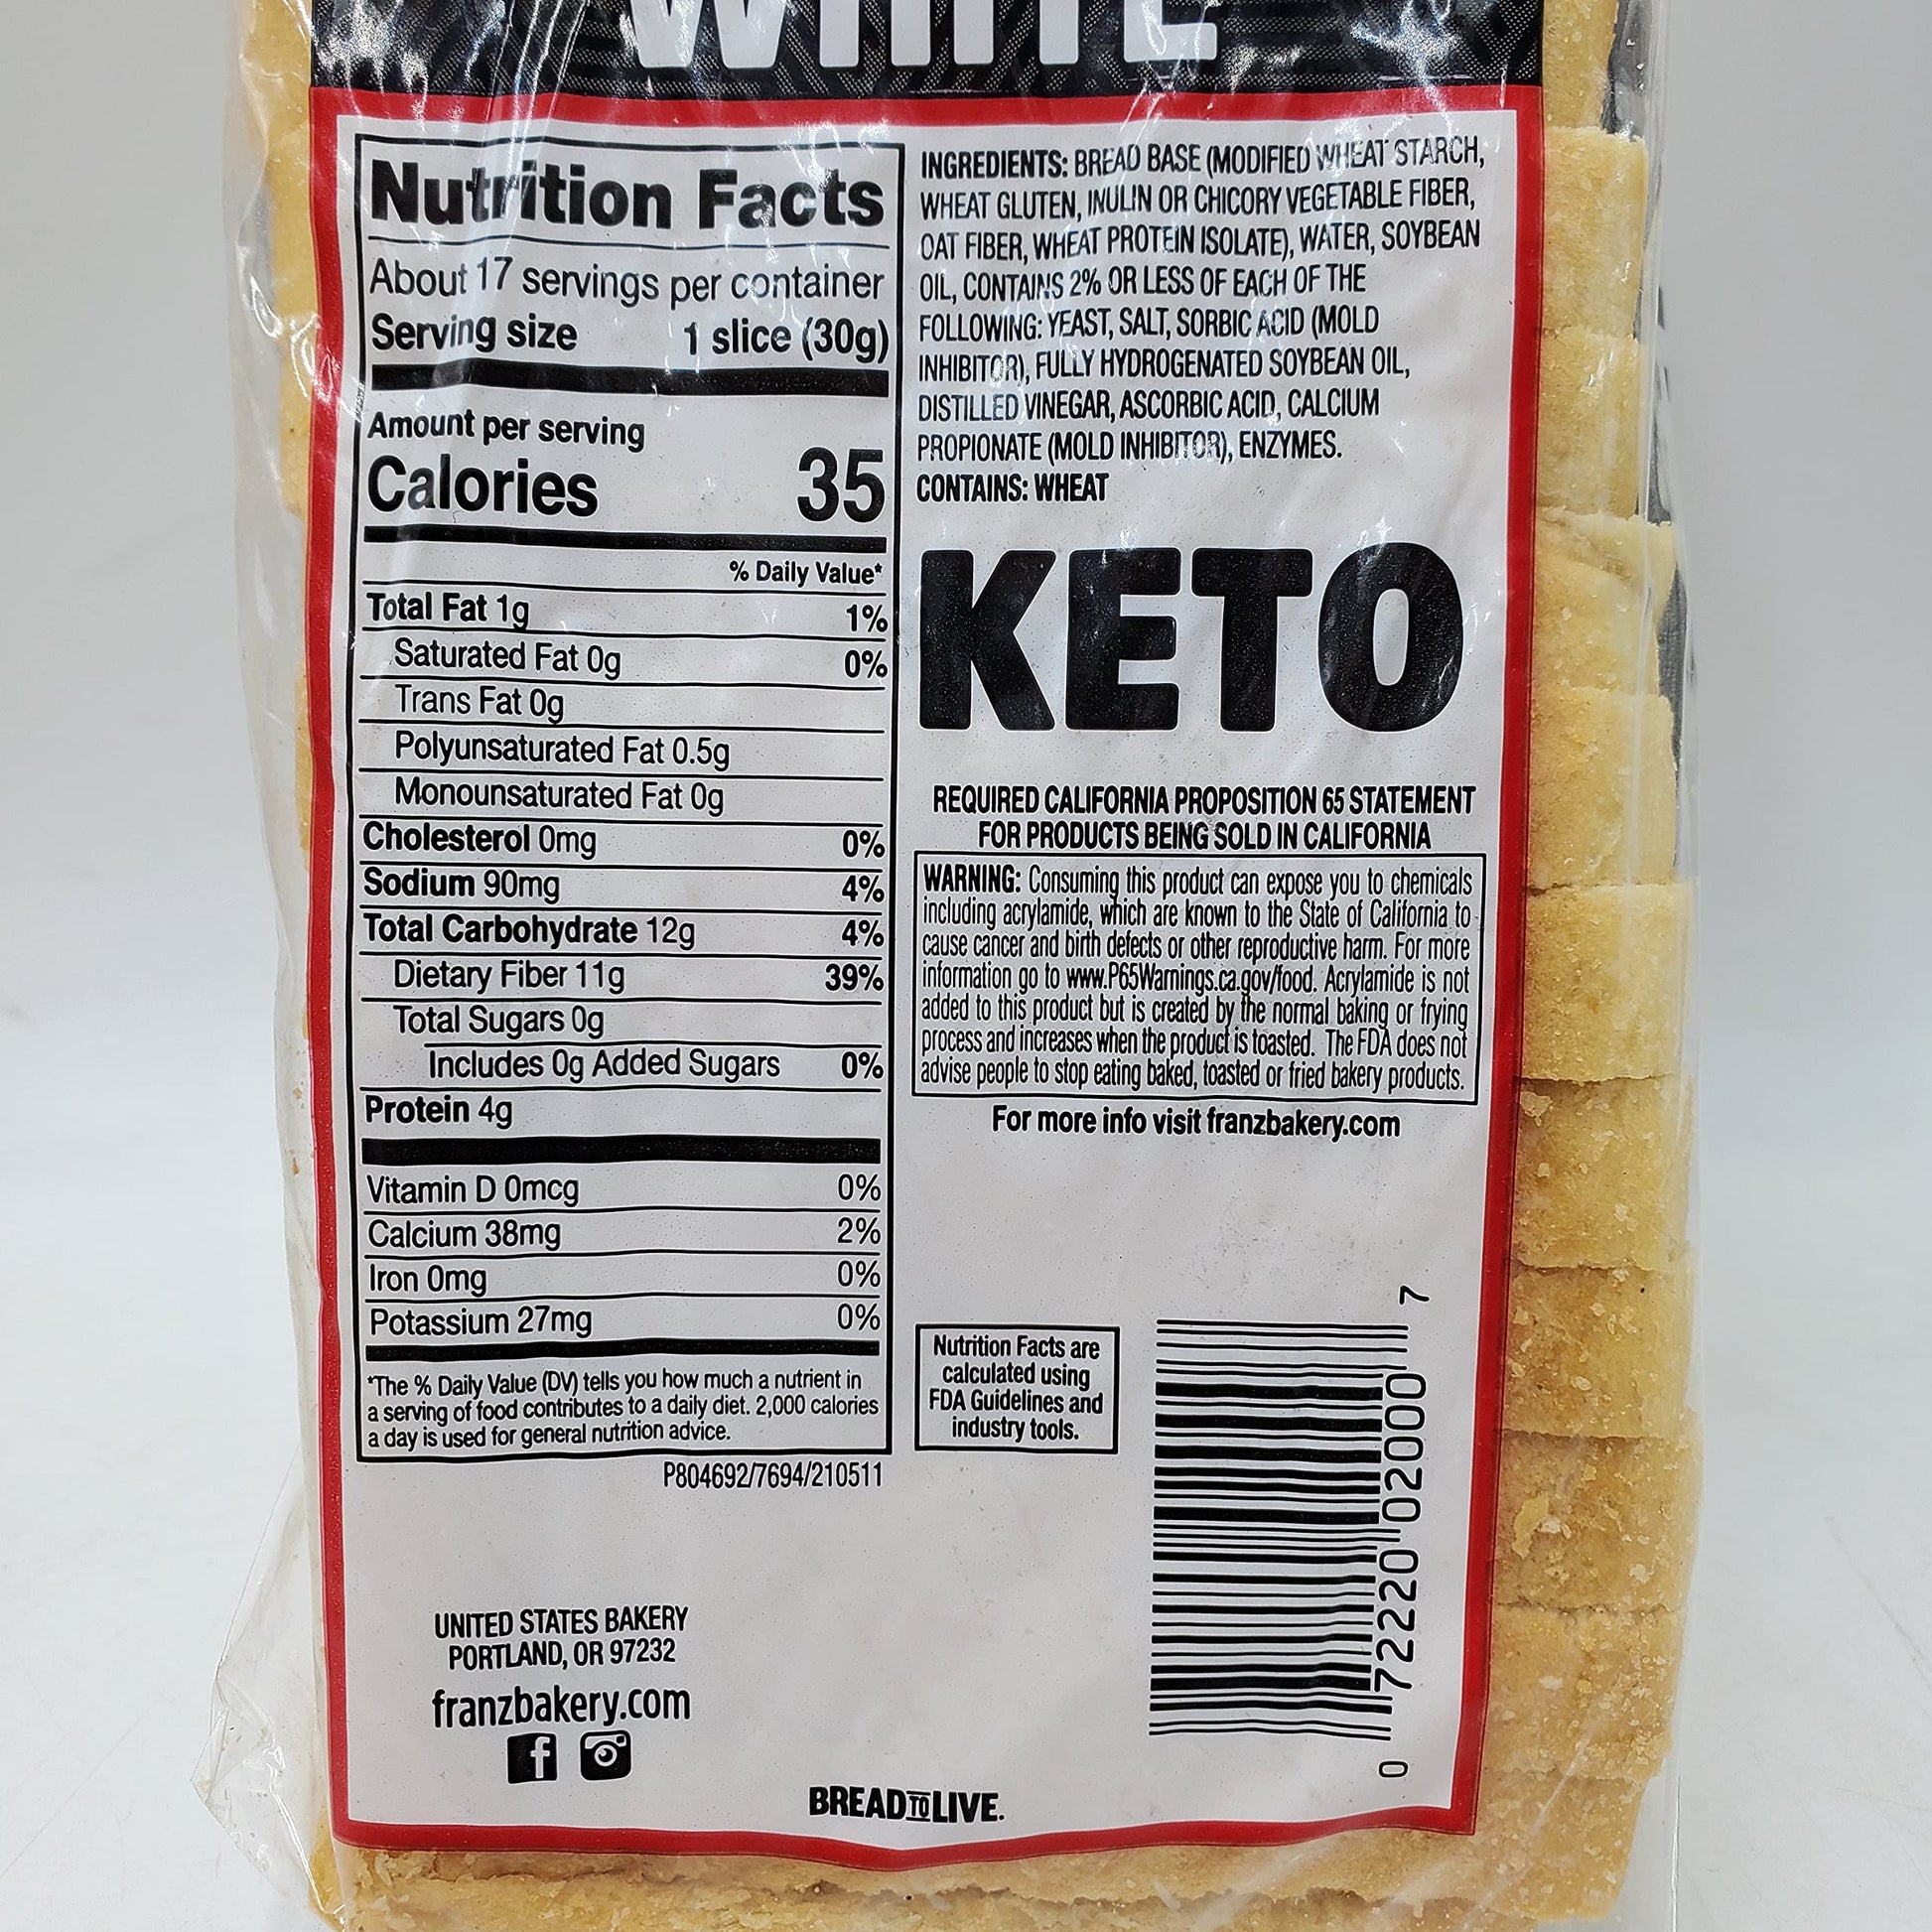 WHITE
Nutrition Facts
About 17 servings per container
Serving size 1 slice (30g)
Amount per serving
Calories 35
% Daily Value*
Total Fat 1g 1%
Saturated Fat 0g 0%
Trans Fat 0g
Polyunsaturated Fat 0.5g
Monounsaturated Fat 0g
Cholesterol 0mg 0%
Sodium 90mg 4%
Total Carbohydrate 12g 4%
Dietary Fiber 11g 39%
Total Sugars 0g
Includes 0g Added Sugars 0%
Protein 4g
Vitamin D 0mcg 0%
Calcium 38mg 2%
Iron 0mg 0%
Potassium 27mg 0%
*The % Daily Value (DV) tells you how much a nutrient in
a serving of food contributes to a daily diet. 2,000 calories
a day is used for general nutrition advice.
P804692/7694/210511
UNITED STATES BAKERY
PORTLAND, OR 97232
franzbakery.com
INGREDIENTS: BREAD BASE (MODIFIED WHEAT STARCH,
WHEAT GLUTEN, INULIN OR CHICORY VEGETABLE FIBER,
OAT FIBER, WHEAT PROTEIN ISOLATE), WATER, SOYBEAN
OIL, CONTAINS 2% OR LESS OF EACH OF THE
FOLLOWING: YEAST, SALT, SORBIC ACID (MOLD
INHIBITOR), FULLY HYDROGENATED SOYBEAN OIL,
DISTILLED VINEGAR, ASCORBIC ACID, CALCIUM
PROPIONATE (MOLD INHIBITOR), ENZYMES.
CONTAINS: WHEAT
KETO
REQUIRED CALIFORNIA PROPOSITION 65 STATEMENT
FOR PRODUCTS BEING SOLD IN CALIFORNIA
WARNING: Consuming this product can expose you to chemicals
including acrylamide, which are known to the State of California to
cause cancer and birth defects or other reproductive harm. For more
information go to www.P65Warnings.ca.gov/food. Acrylamide is not
added to this product but is created by the normal baking or frying
process and increases when the product is toasted. The FDA does not
advise people to stop eating baked, toasted or fried bakery products.
For more info visit franzbakery.com
Nutrition Facts are
calculated using
FDA Guidelines and
industry tools.
0 72220 02000 7
BREAD TO LIVE.